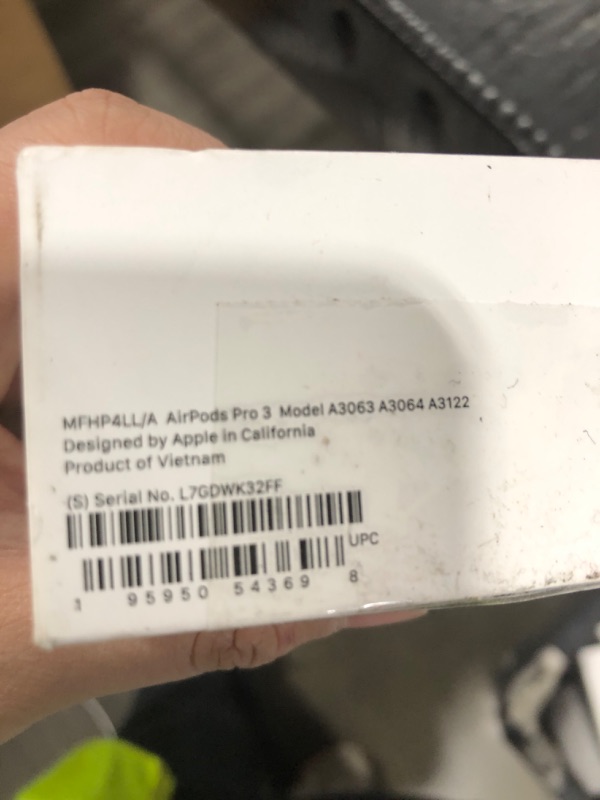 MFHP4LL/A AirPods Pro 3 Model A3063 A3064 A3122
Designed by Apple in California
Product of Vietnam
(S) Serial No. L7GDWK32FF
UPC
1 95950 54369 8